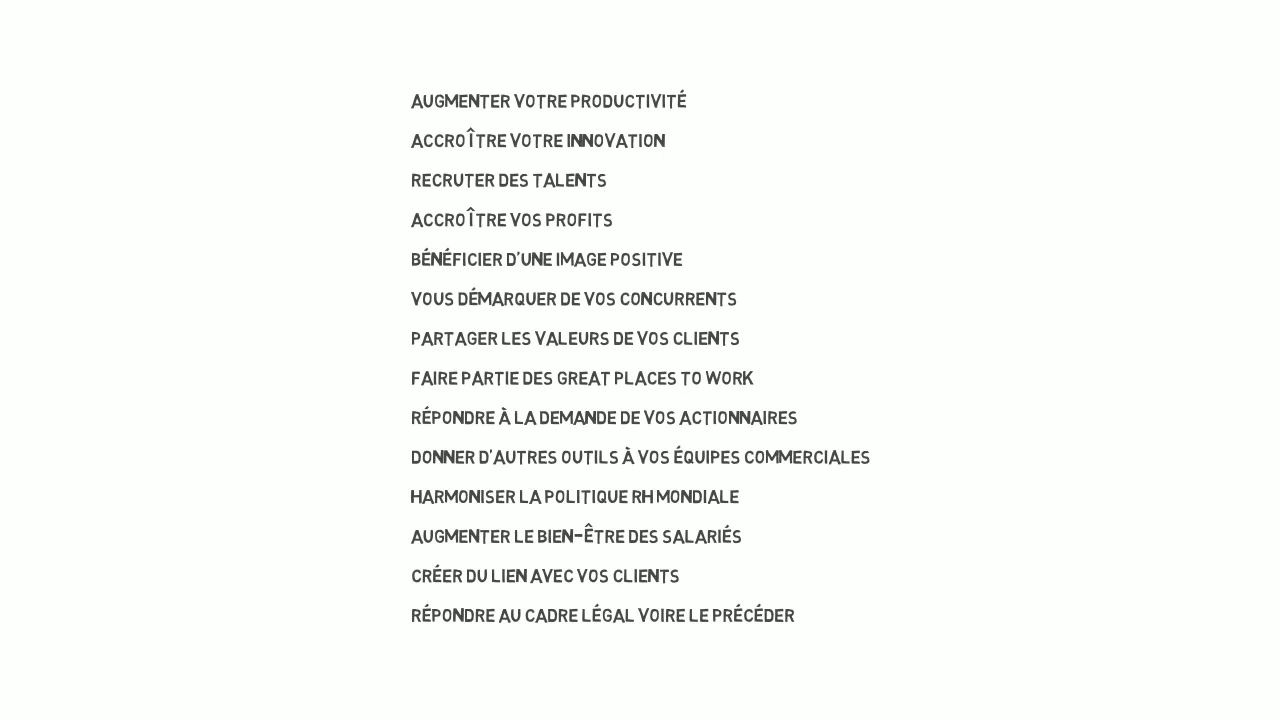 AUGMENTER VOTRE PRODUCTIVITÉ
ACCROÎTRE VOTRE INNOVATION
RECRUTER DES TALENTS
ACCROÎTRE VOS PROFITS
BÉNÉFICIER D'UNE IMAGE POSITIVE
VOUS DÉMARQUER DE VOS CONCURRENTS
PARTAGER LES VALEURS DE VOS CLIENTS
FAIRE PARTIE DES GREAT PLACES TO WORK
RÉPONDRE À LA DEMANDE DE VOS ACTIONNAIRES
DONNER D'AUTRES OUTILS À VOS ÉQUIPES COMMERCIALES
HARMONISER LA POLITIQUE RH MONDIALE
AUGMENTER LE BIEN-ÊTRE DES SALARIÉS
CRÉER DU LIEN AVEC VOS CLIENTS
RÉPONDRE AU CADRE LÉGAL VOIRE LE PRÉCÉDER